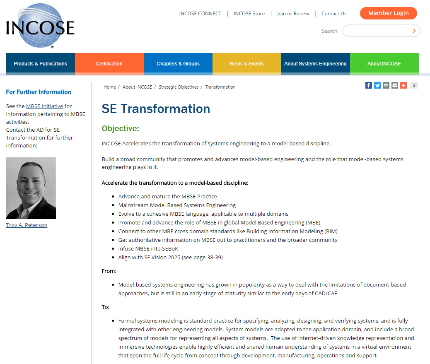 INCOSE
INCOSE CONNECT | INCOSE Store | Join or Renew | Contact Us
Member Login
Search
Products & Publications
Certification
Chapters & Groups
News & Events
About Systems Engineering
About INCOSE
For Further Information
See the MBSE Initiative for
information pertaining to MBSE
activities.
Contact the AD for SE
Transformation for further
information:
Troy A. Peterson
Home / About INCOSE / Strategic Objectives / Transformation
SE Transformation
Objective:
INCOSE Accelerates the transformation of systems engineering to a model-based discipline.
Build a broad community that promotes and advances model-based engineering and the role that model-based systems
engineering plays in it.
Accelerate the transformation to a model-based discipline:
Advance and mature the MBSE Practice
Mainstream Model Based Systems Engineering
Evolve to a cohesive MBSE language, applicable to multiple domains
Promote and advance the role of MBSE in global Model Based Engineering (MBE)
Connect to other MBE cross domain standards like Building Information Modeling (BIM)
Get authoritative information on MBSE out to practitioners and the broader community
Infuse MBSE into SEBoK
Align with SE Vision 2025 (see page 38-39)
From:
Model-based systems engineering has grown in popularity as a way to deal with the limitations of document-based
approaches, but is still in an early stage of maturity similar to the early days of CAD/CAE.
To:
Formal systems modeling is standard practice for specifying, analyzing, designing, and verifying systems, and is fully
integrated with other engineering models. System models are adapted to the application domain, and include a broad
spectrum of models for representing all aspects of systems. The use of internet-driven knowledge representation and
immersive technologies enable highly efficient and shared human understanding of systems in a virtual environment
that span the full life cycle from concept through development, manufacturing, operations and support.